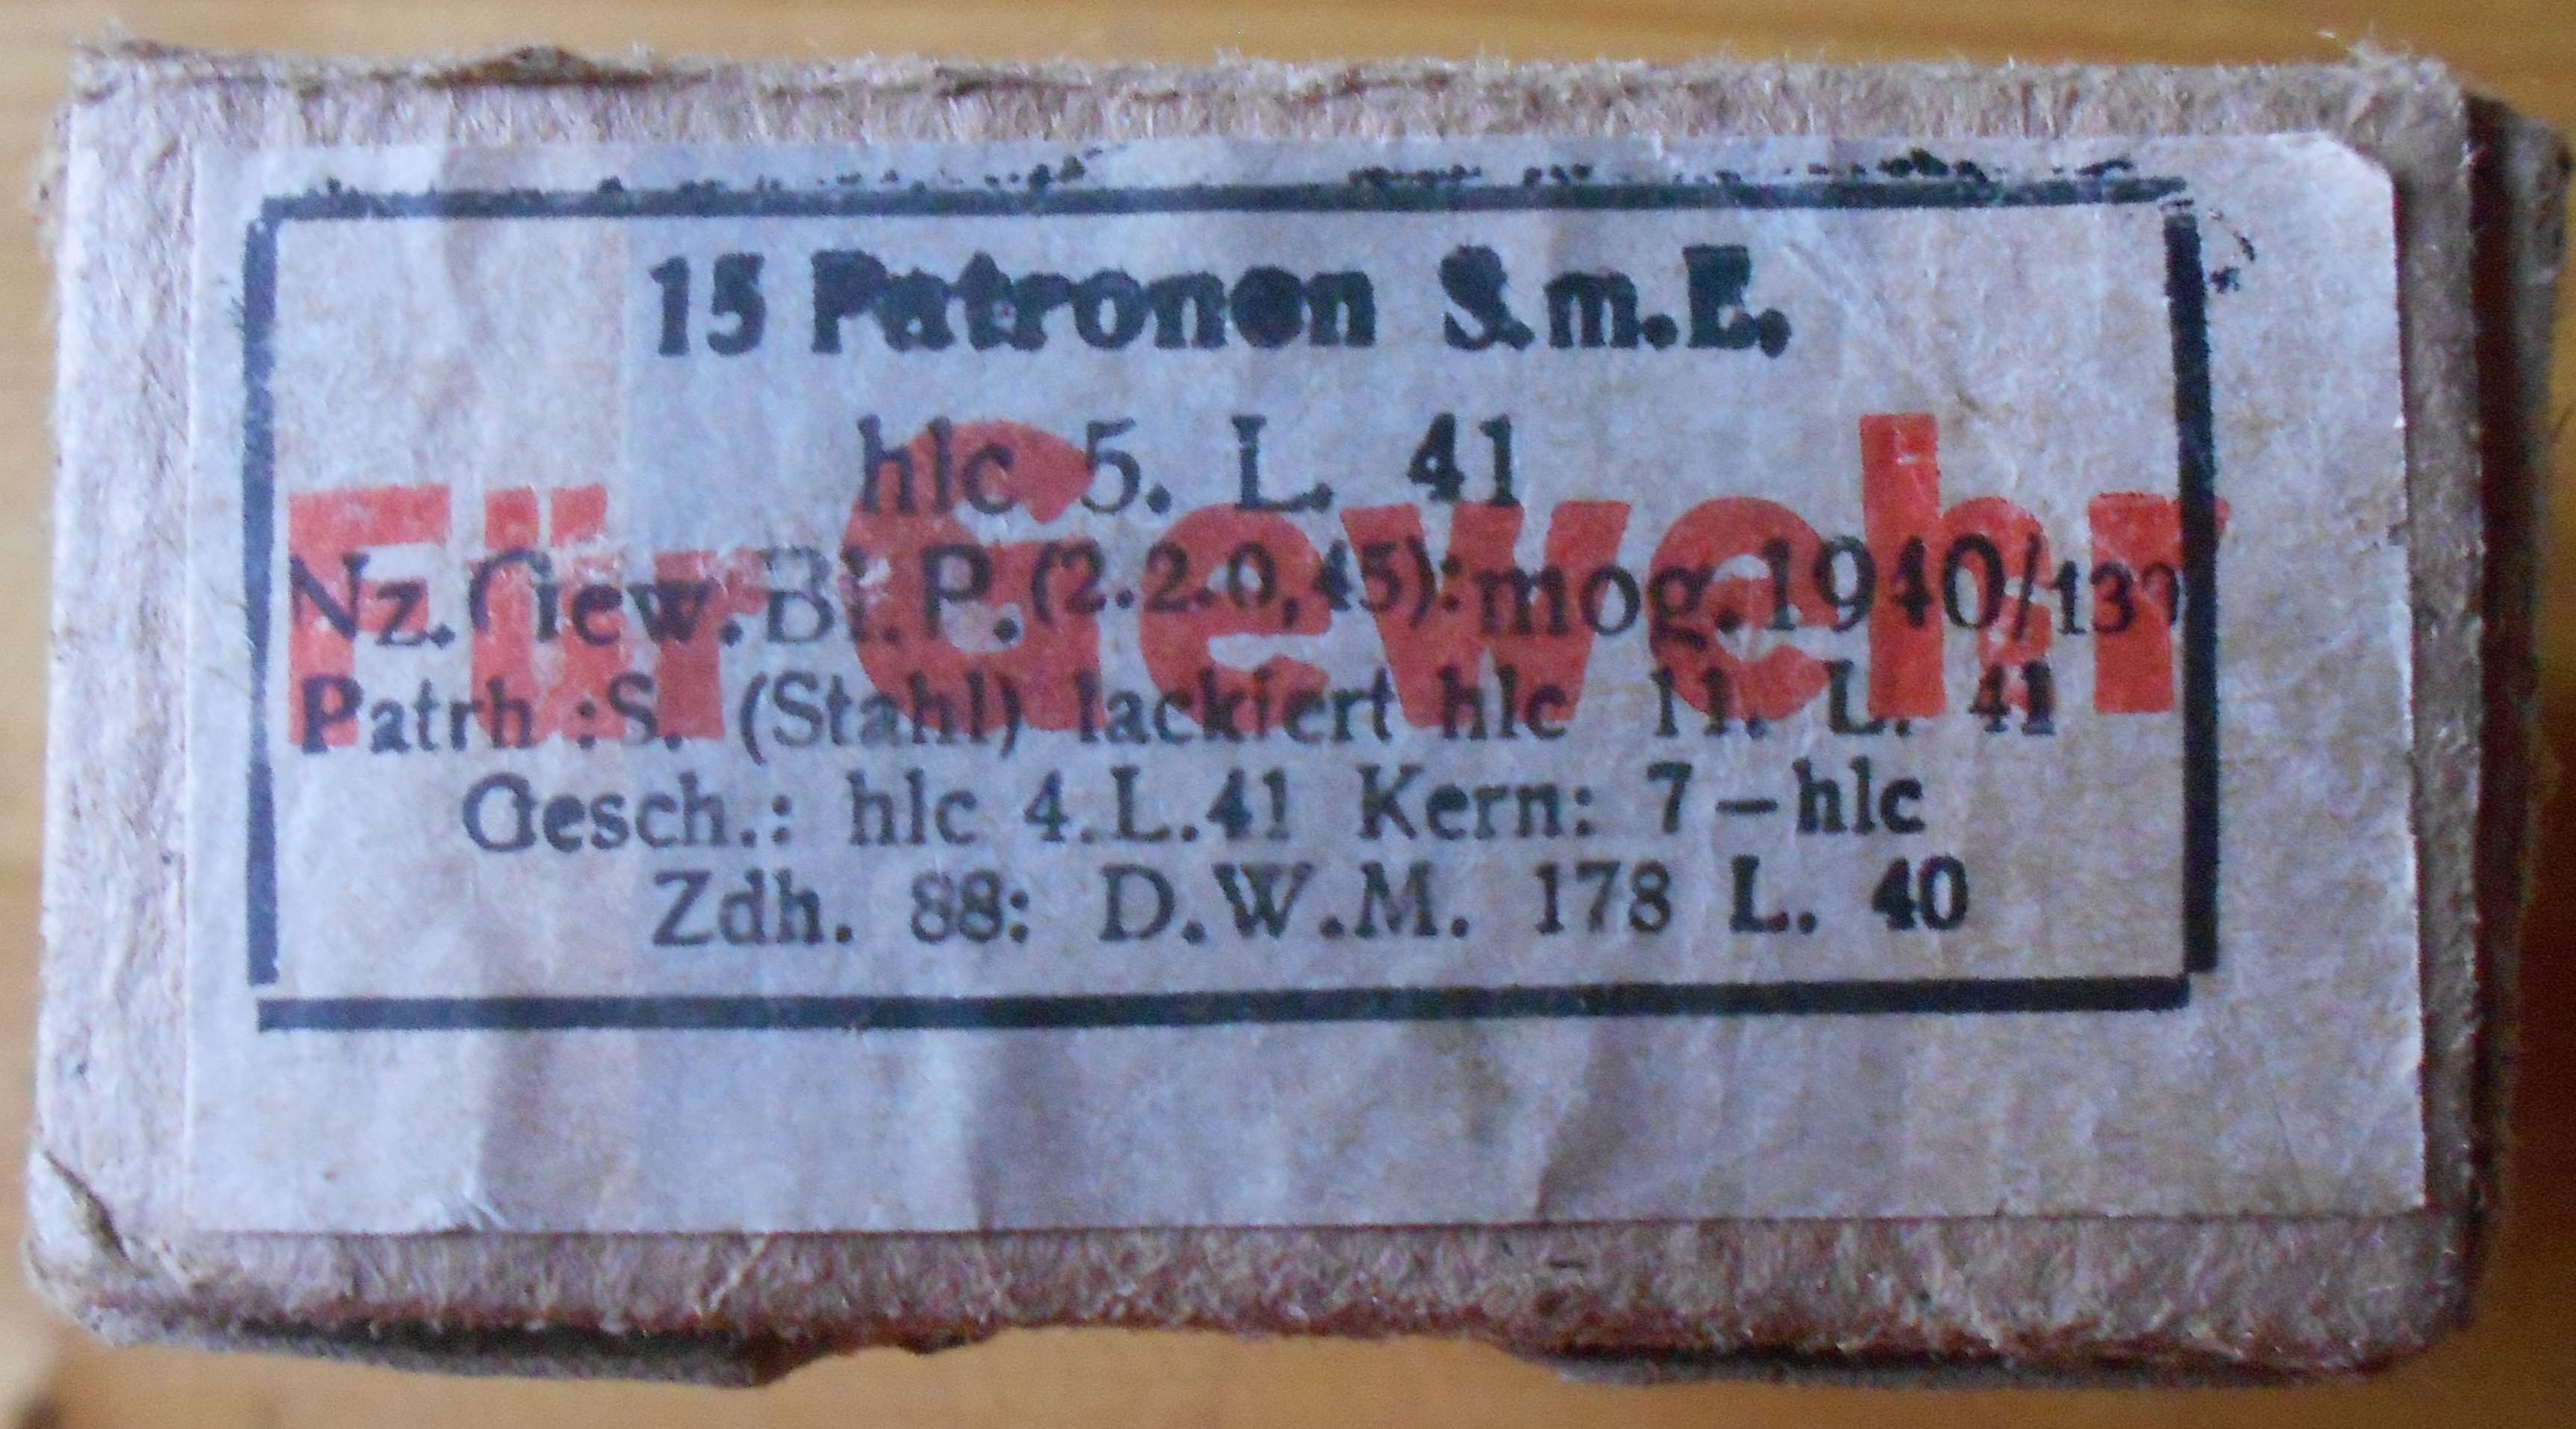 15 Patronen S.m.E.
hlc 5. L. 41
Für Gewehr
Nz. Gew. Bl. P. (2.2.0,45): mog. 1940/139
Patrh.: S. (Stahl) lackiert hlc 11. L. 41
Gesch.: hlc 4.L.41 Kern: 7-hlc
Zdh. 88: D.W.M. 178 L. 40